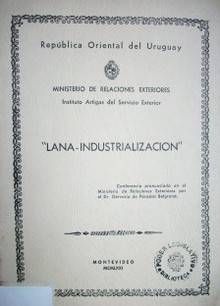 República Oriental del Uruguay
MINISTERIO DE RELACIONES EXTERIORES
Instituto Artigas del Servicio Exterior
"LANA-INDUSTRIALIZACION"
Conferencia pronunciada en el
Ministerio de Relaciones Exteriores por
el Dr. Gervasio de Posadas Belgrano
MONTEVIDEO
PODER LEGISLATIVO
BIBLIOTECA